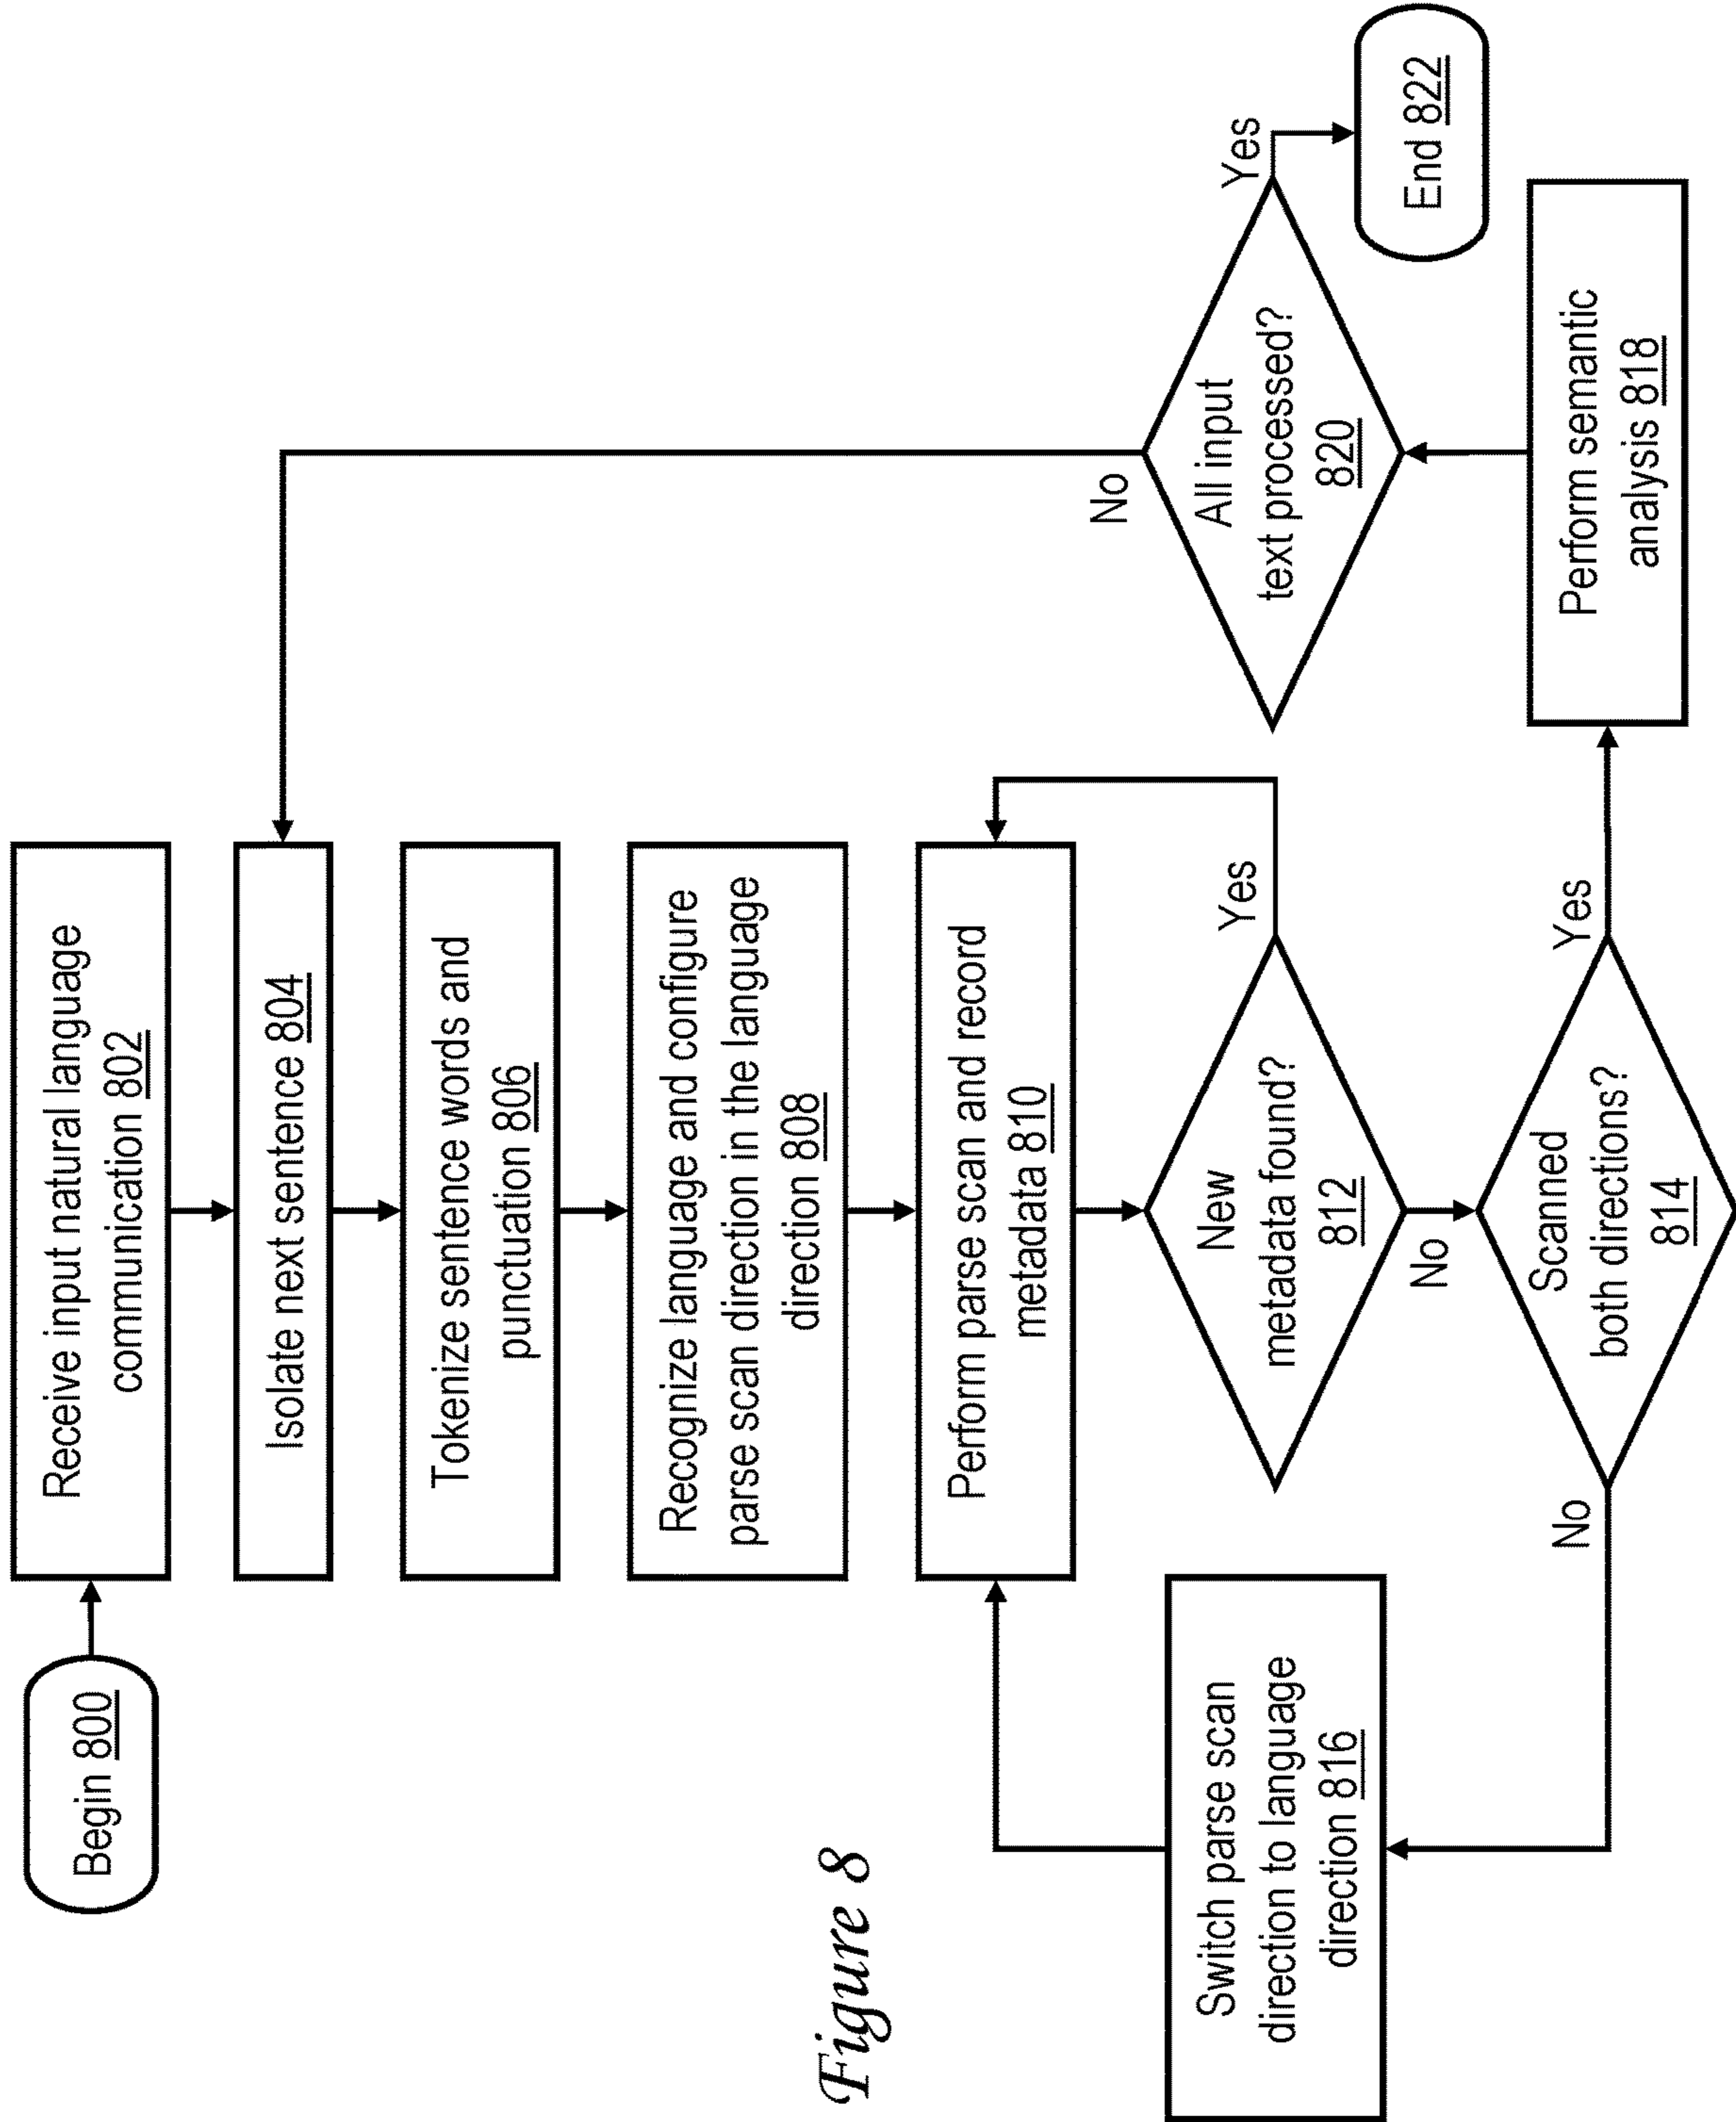 Begin 800
Receive input natural language
communication 802
Isolate next sentence 804
Tokenize sentence words and
punctuation 806
Recognize language and configure
parse scan direction in the language
direction 808
Perform parse scan and record
metadata 810
New
metadata found?
812
Yes
No
Scanned
both directions?
814
No
Yes
Switch parse scan
direction to language
direction 816
Perform semantic
analysis 818
All input
text processed?
820
No
Yes
End 822
Figure 8